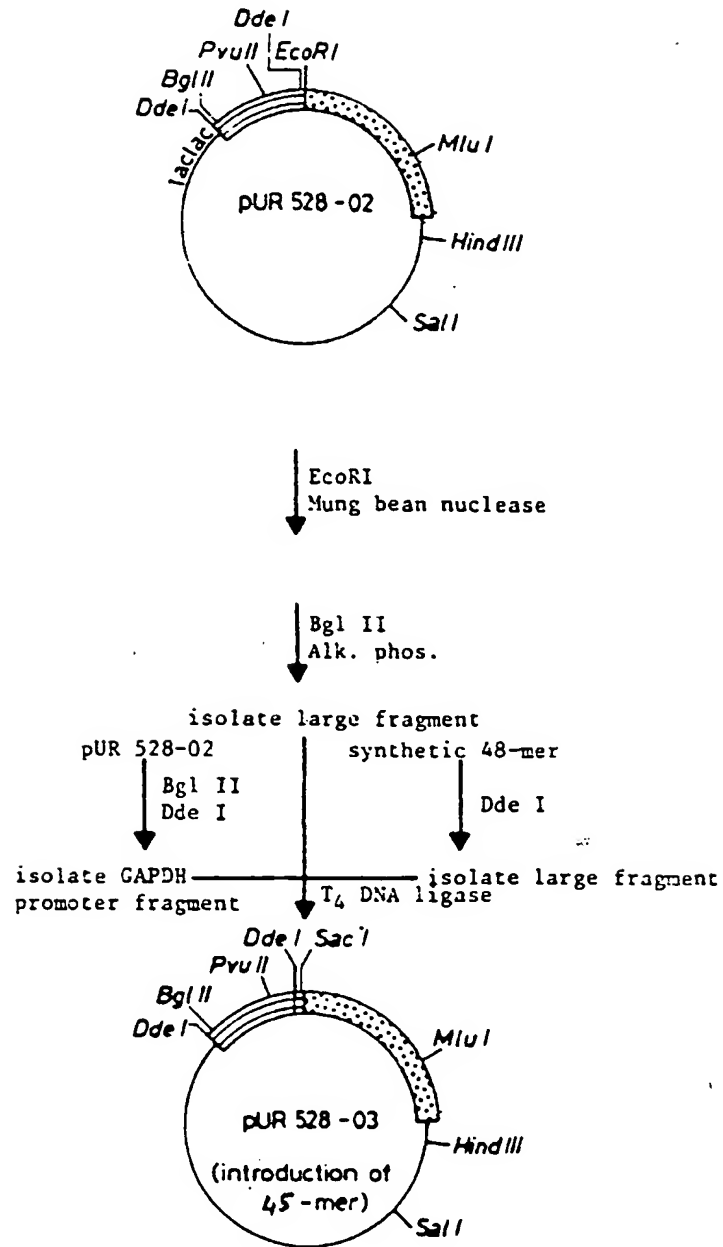 Dde I
Pvu II EcoRI
Bgl II
Dde I
laclac
Mlu I
pUR 528-02
Hind III
Sal I
EcoRI
Mung bean nuclease
Bgl II
Alk. phos.
isolate large fragment
pUR 528-02
synthetic 48-mer
Bgl II
Dde I
Dde I
isolate GAPDH
promoter fragment
isolate large fragment
T4 DNA ligase
Dde I Sac I
Pvu II
Bgl II
Dde I
Mlu I
pUR 528-03
Hind III
(introduction of
45-mer)
Sal I